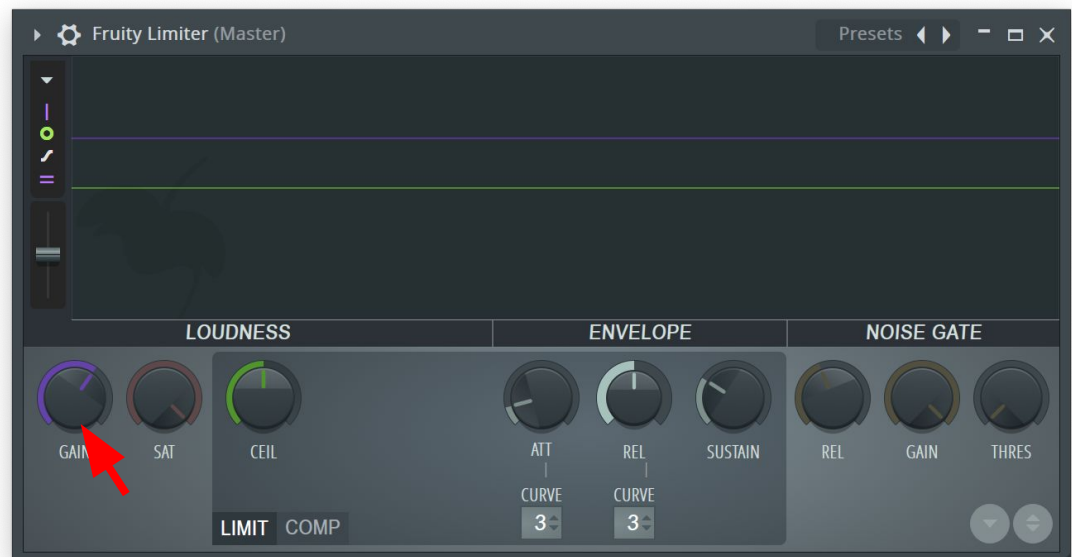 Fruity Limiter (Master) Presets
LOUDNESS ENVELOPE NOISE GATE
GAIN SAT CEIL ATT REL SUSTAIN REL GAIN THRES
CURVE CURVE
3 3
LIMIT COMP